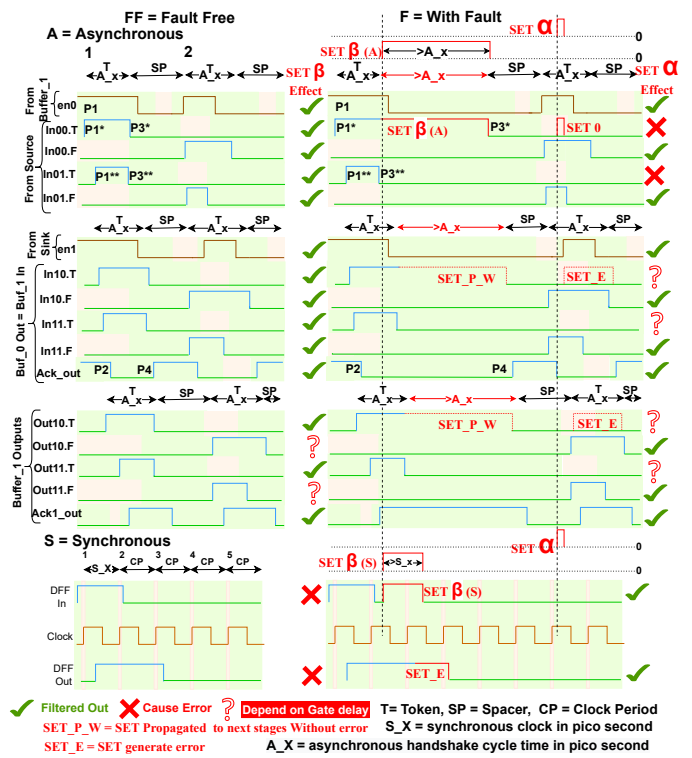 FF = Fault Free
F = With Fault
A = Asynchronous
SET α
0
1
2
SET β (A)
>A_x
0
T
A_x
SP
T
A_x
SP
SET β
Effect
T
A_x
>A_x
SP
T
A_x
SP
SET α
Effect
From
Buffer_1
en0
P1
P1
In00.T
P1*
P3*
P1*
SET β (A)
P3*
SET 0
From Source
In00.F
In01.T
P1**
P3**
P1**
P3**
In01.F
T
A_x
SP
T
A_x
SP
T
A_x
>A_x
SP
T
A_x
SP
From
Sink
en1
Buf_0 Out = Buf_1 In
In10.T
SET_P_W
SET_E
In10.F
In11.T
In11.F
Ack_out
P2
P4
P2
P4
T
A_x
SP
T
A_x
SP
T
A_x
>A_x
SP
T
A_x
SP
Buffer_1 Outputs
Out10.T
SET_P_W
SET_E
Out10.F
Out11.T
Out11.F
Ack1_out
S = Synchronous
SET α
0
1
2
3
4
5
S_X
CP
CP
CP
CP
SET β (S)
>S_x
0
DFF
In
SET β (S)
Clock
DFF
Out
SET_E
Filtered Out
Cause Error
?
Depend on Gate delay
T= Token, SP = Spacer, CP = Clock Period
SET_P_W = SET Propagated to next stages Without error
S_X = synchronous clock in pico second
SET_E = SET generate error
A_X = asynchronous handshake cycle time in pico second